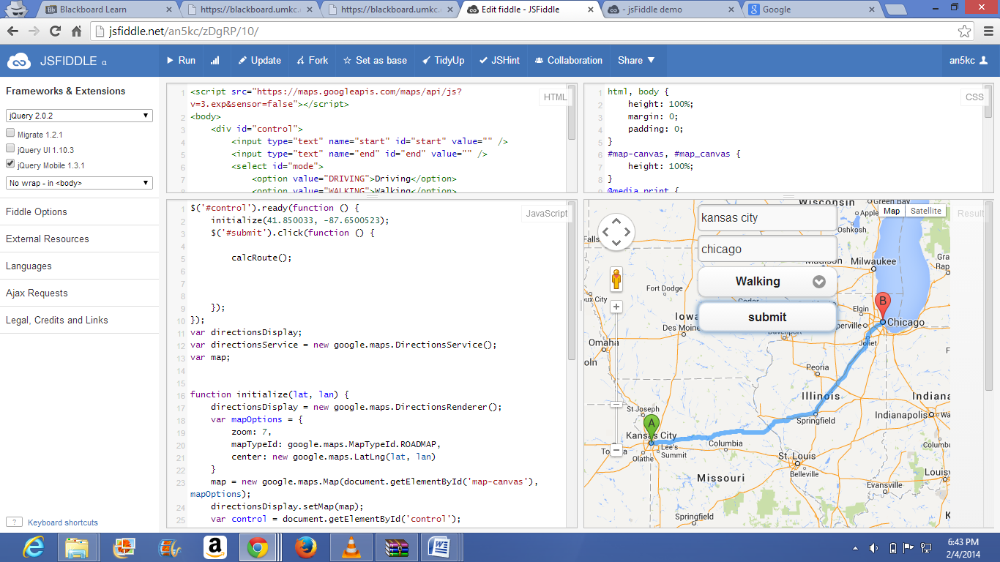 Blackboard Learn
https://blackboard.umkc.
https://blackboard.umkc.
Edit fiddle - JSFiddle
- jsFiddle demo
Google
jsfiddle.net/an5kc/zDgRP/10/
JSFIDDLE α
Run
Update
Fork
Set as base
TidyUp
JSHint
Collaboration
Share
an5kc
Frameworks & Extensions
jQuery 2.0.2
Migrate 1.2.1
jQuery UI 1.10.3
jQuery Mobile 1.3.1
No wrap - in <body>
Fiddle Options
External Resources
Languages
Ajax Requests
Legal, Credits and Links
? Keyboard shortcuts
HTML
1 <script src="https://maps.googleapis.com/maps/api/js?
v=3.exp&sensor=false"></script>
2 <body>
3 <div id="control">
4 <input type="text" name="start" id="start" value="" />
5 <input type="text" name="end" id="end" value="" />
6 <select id="mode">
7 <option value="DRIVING">Driving</option>
8 <option value="WALKING">Walking</option>
CSS
1 html, body {
2 height: 100%;
3 margin: 0;
4 padding: 0;
5 }
6 #map-canvas, #map_canvas {
7 height: 100%;
8 }
9 @media print {
JavaScript
1 $('#control').ready(function () {
2 initialize(41.850033, -87.6500523);
3 $('#submit').click(function () {
4
5 calcRoute();
6
7
8
9 });
10 });
11 var directionsDisplay;
12 var directionsService = new google.maps.DirectionsService();
13 var map;
14
15
16 function initialize(lat, lan) {
17 directionsDisplay = new google.maps.DirectionsRenderer();
18 var mapOptions = {
19 zoom: 7,
20 mapTypeId: google.maps.MapTypeId.ROADMAP,
21 center: new google.maps.LatLng(lat, lan)
22 }
23 map = new google.maps.Map(document.getElementById('map-canvas'),
mapOptions);
24 directionsDisplay.setMap(map);
25 var control = document.getElementById('control');
Result
Map
Satellite
kansas city
chicago
Walking
submit
Wisconsin
Green Bay
Apple
Oshkosh
Falls
Madison
Milwaukee
Gra
Rap
oux City
Fort Dodge
Cedar
Iowa
Des Moine
Davenport
Elgin
perville
B
Chicago
Joliet
Omaha
oln
Peoria
Illinois
Springfield
Indiana
Indianapolis
St Joseph
A
Kansas City
Lee's
Summit
Olathe
Columbia
St. Louis
Belleville
Missouri
Columbu
Louisv
Evansville
Springfield
K
6:43 PM
2/4/2014